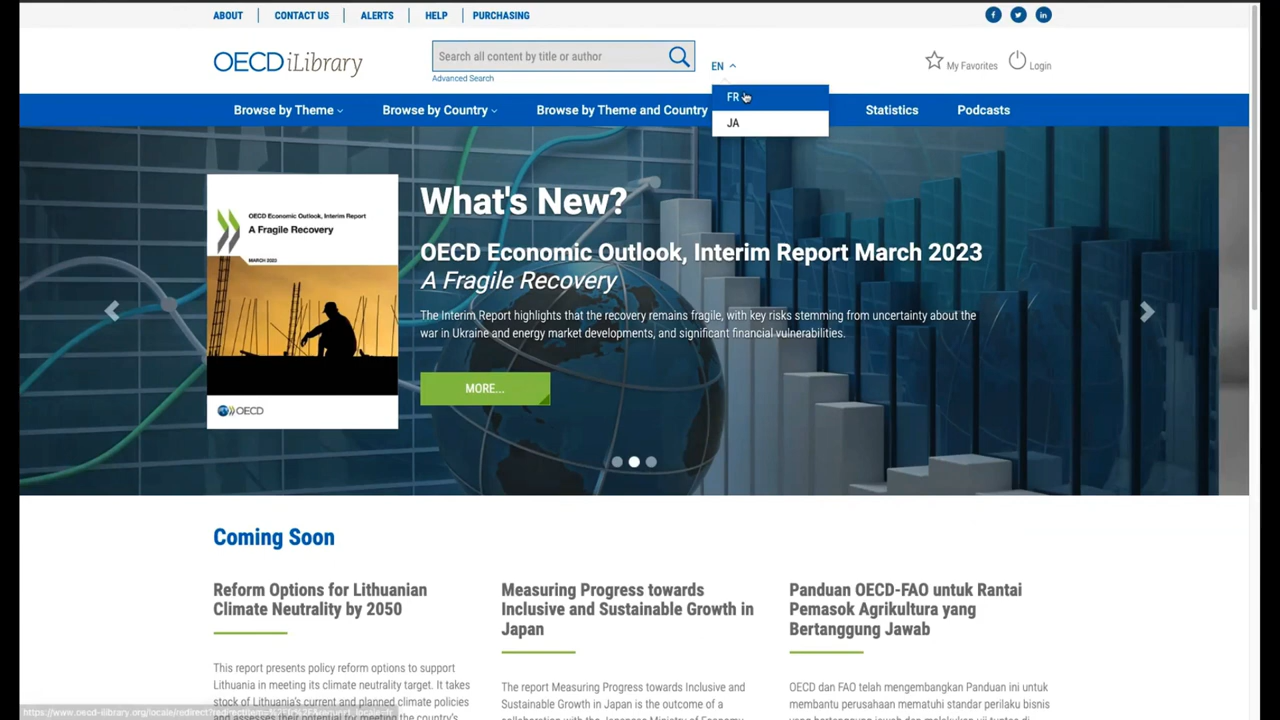 ABOUT
CONTACT US
ALERTS
HELP
PURCHASING
OECD iLibrary
Search all content by title or author
Advanced Search
EN
FR
JA
My Favorites
Login
Browse by Theme
Browse by Country
Browse by Theme and Country
Statistics
Podcasts
OECD Economic Outlook, Interim Report
A Fragile Recovery
MARCH 2023
OECD
What's New?
OECD Economic Outlook, Interim Report March 2023
A Fragile Recovery
The Interim Report highlights that the recovery remains fragile, with key risks stemming from uncertainty about the
war in Ukraine and energy market developments, and significant financial vulnerabilities.
MORE...
Coming Soon
Reform Options for Lithuanian
Climate Neutrality by 2050
This report presents policy reform options to support
Lithuania in meeting its climate neutrality target. It takes
stock of Lithuania's current and planned climate policies
and assesses their potential for meeting the country's
Measuring Progress towards
Inclusive and Sustainable Growth in
Japan
The report Measuring Progress towards Inclusive and
Sustainable Growth in Japan is the outcome of a
Panduan OECD-FAO untuk Rantai
Pemasok Agrikultura yang
Bertanggung Jawab
OECD dan FAO telah mengembangkan Panduan ini untuk
membantu perusahaan mematuhi standar perilaku bisnis